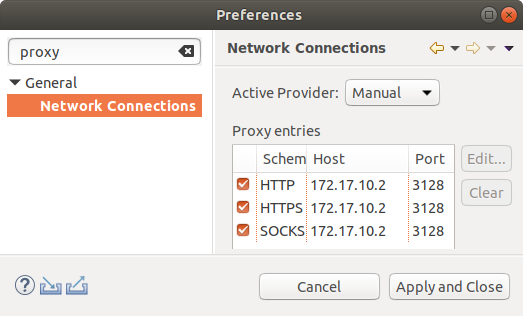 Preferences
proxy
General
Network Connections
Network Connections
Active Provider: Manual
Proxy entries
Schem Host Port
HTTP 172.17.10.2 3128
HTTPS 172.17.10.2 3128
SOCKS 172.17.10.2 3128
Edit...
Clear
Cancel
Apply and Close